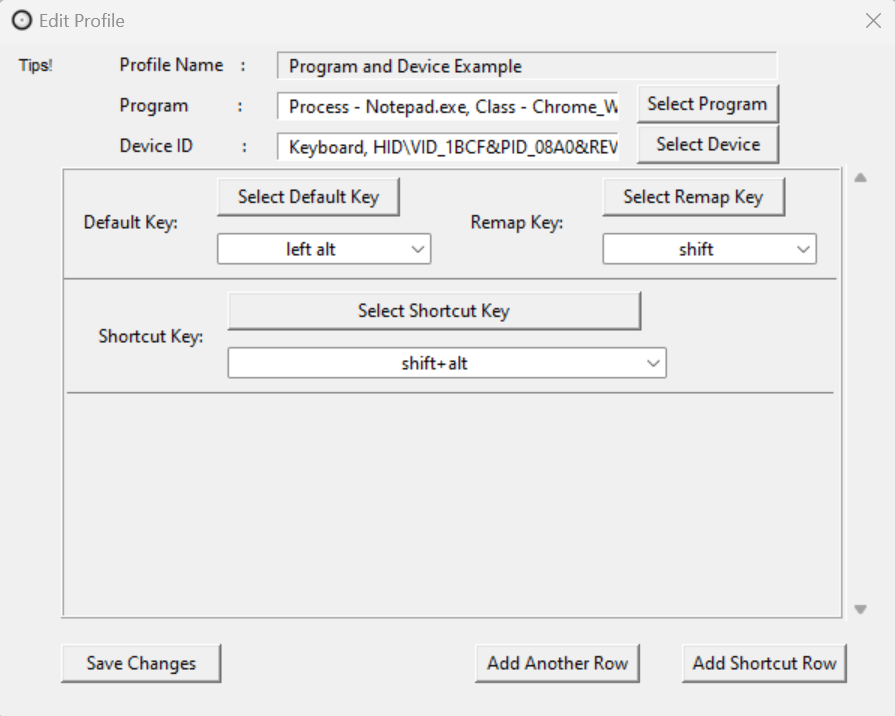 Edit Profile
Tips!
Profile Name : Program and Device Example
Program : Process - Notepad.exe, Class - Chrome_W Select Program
Device ID : Keyboard, HID\VID_1BCF&PID_08A0&REV Select Device
Select Default Key Select Remap Key
Default Key: Remap Key:
left alt shift
Select Shortcut Key
Shortcut Key:
shift+alt
Save Changes Add Another Row Add Shortcut Row